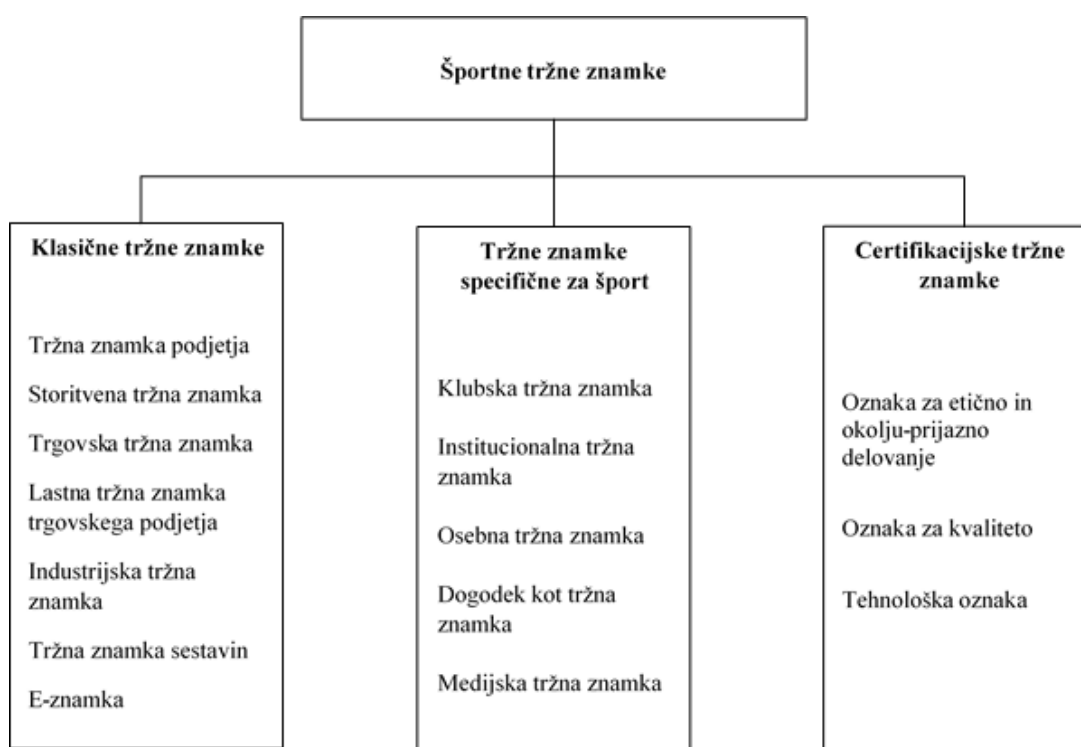 Športne tržne znamke
Klasične tržne znamke
Tržna znamka podjetja
Storitvena tržna znamka
Trgovska tržna znamka
Lastna tržna znamka
trgovskega podjetja
Industrijska tržna
znamka
Tržna znamka sestavin
E-znamka
Tržne znamke
specifične za šport
Klubska tržna znamka
Institucionalna tržna
znamka
Osebna tržna znamka
Dogodek kot tržna
znamka
Medijska tržna znamka
Certifikacijske tržne
znamke
Oznaka za etično in
okolju-prijazno
delovanje
Oznaka za kvaliteto
Tehnološka oznaka